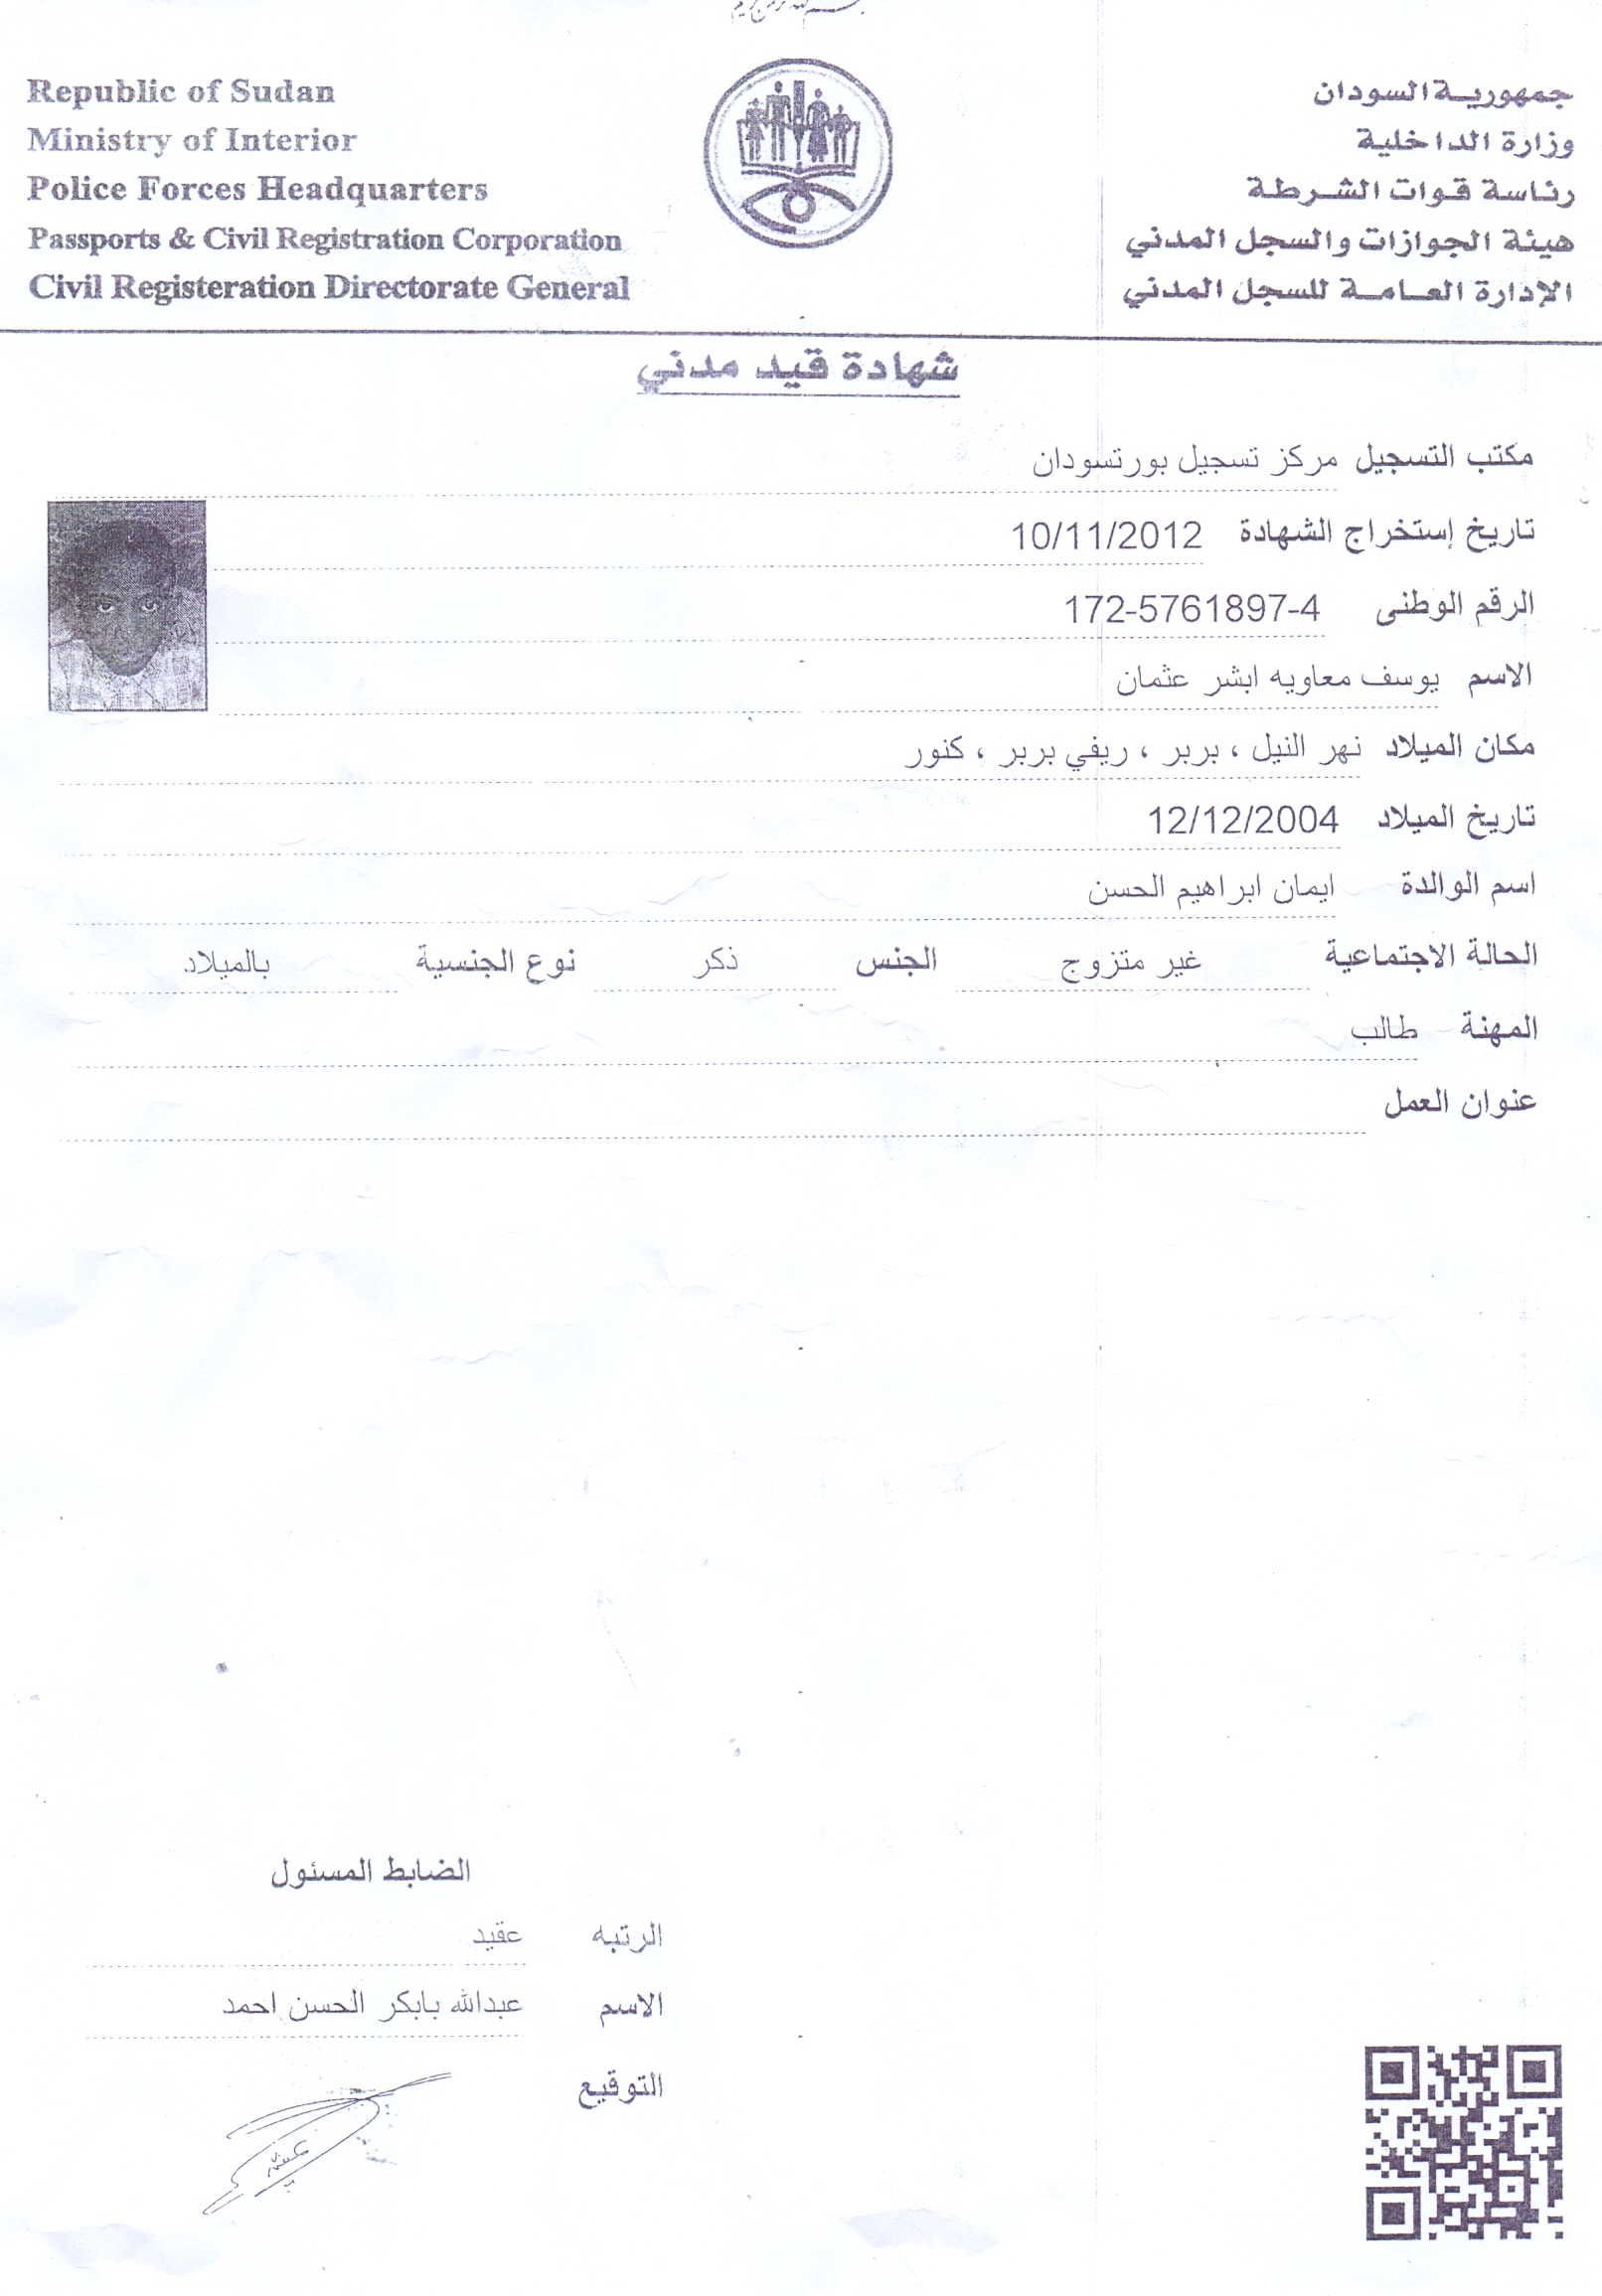 Republic of Sudan
Ministry of Interior
Police Forces Headquarters
Passports & Civil Registration Corporation
Civil Registeration Directorate General
جمهورية السودان
وزارة الداخلية
رئاسة قوات الشرطة
هيئة الجوازات والسجل المدني
الإدارة العامة للسجل المدني
شهادة قيد مدني
مكتب التسجيل مركز تسجيل بورتسودان
تاريخ إستخراج الشهادة 10/11/2012
الرقم الوطنى 172-5761897-4
الاسم يوسف معاويه ابشر عثمان
مكان الميلاد نهر النيل ، بربر ، ريفي بربر ، كنور
تاريخ الميلاد 12/12/2004
اسم الوالدة ايمان ابراهيم الحسن
الحالة الاجتماعية غير متزوج الجنس ذكر نوع الجنسية بالميلاد
المهنة طالب
عنوان العمل
الضابط المسئول
الرتبه عقيد
الاسم عبدالله بابكر الحسن احمد
التوقيع